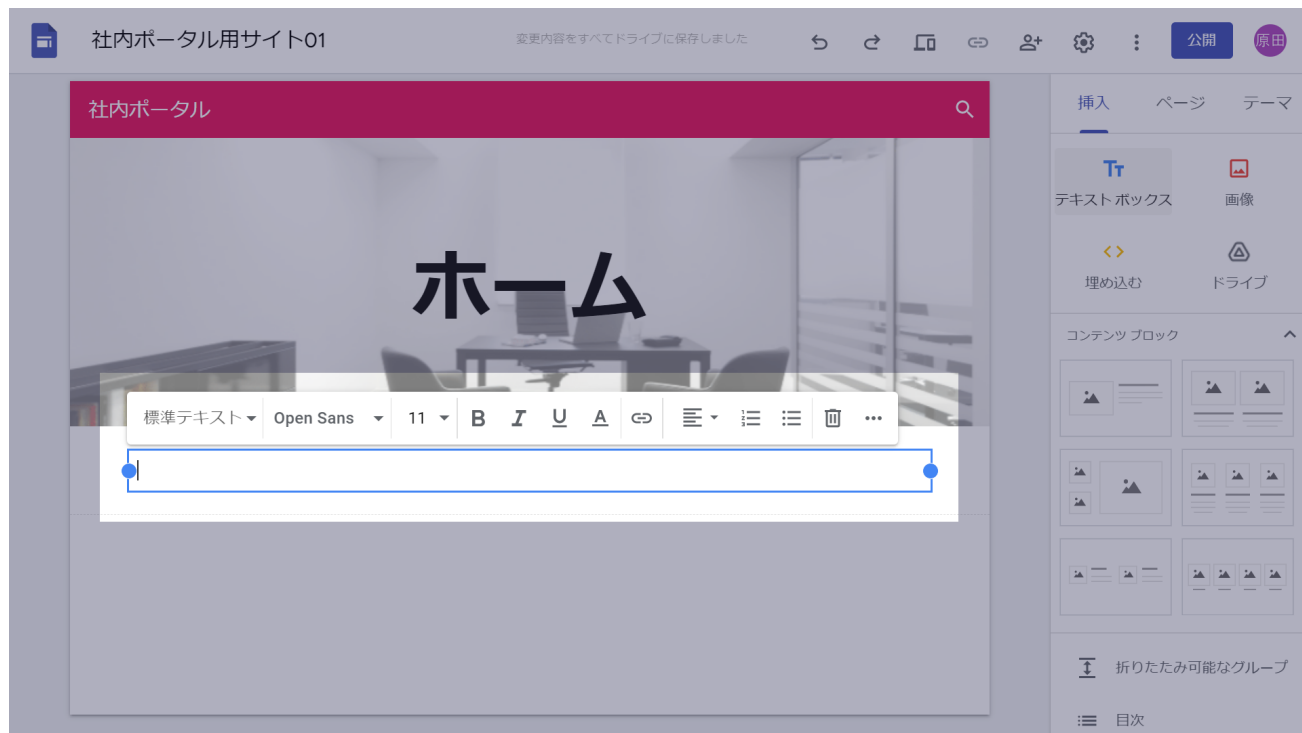 社内ポータル用サイト01
変更内容をすべてドライブに保存しました
公開
原田
社内ポータル
ホーム
標準テキスト Open Sans 11 B I U A
挿入 ページ テーマ
Tт
テキスト ボックス 画像
埋め込む ドライブ
コンテンツ ブロック
折りたたみ可能なグループ
目次